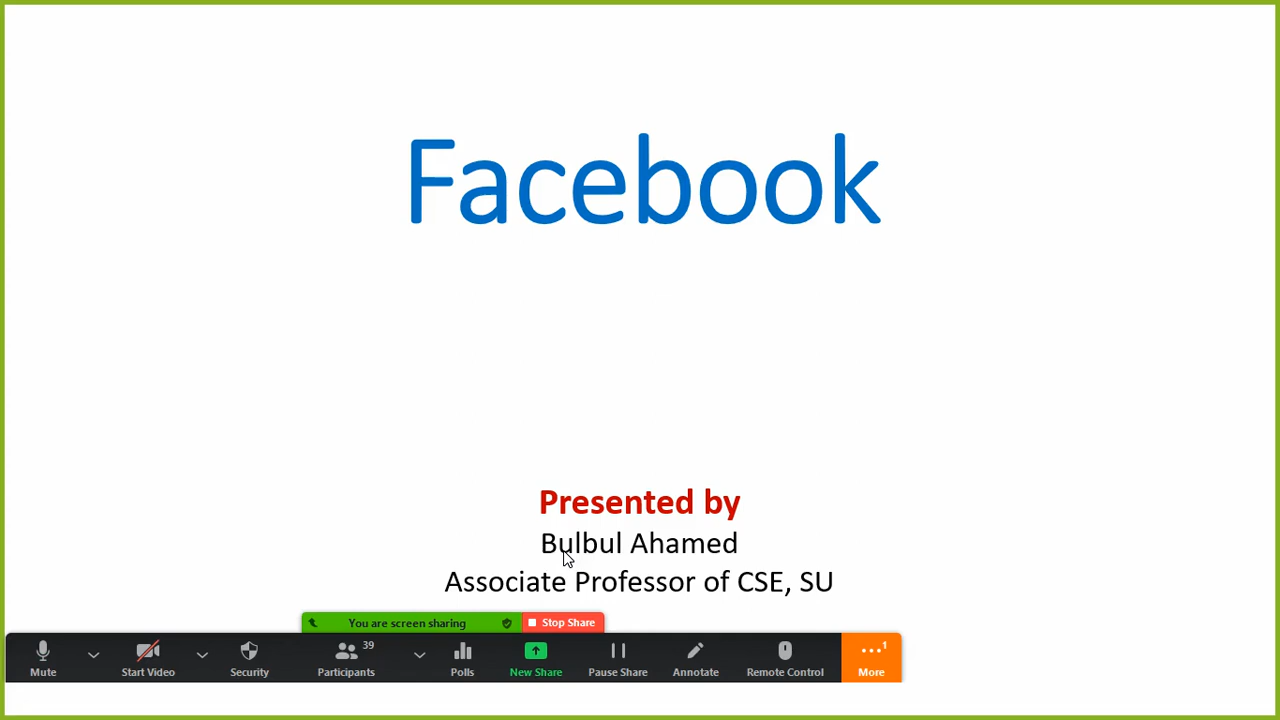 Facebook
Presented by
Bulbul Ahamed
Associate Professor of CSE, SU
You are screen sharing Stop Share
39 1
Mute Start Video Security Participants Polls New Share Pause Share Annotate Remote Control More